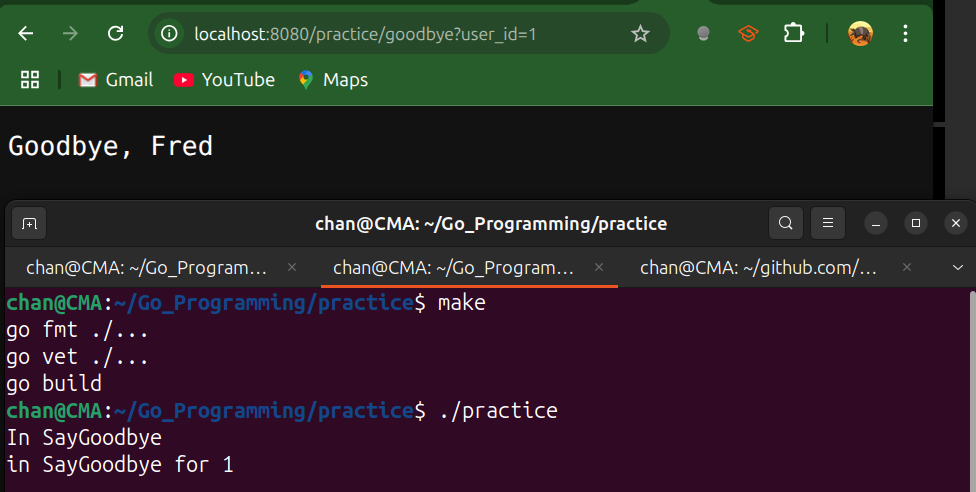 localhost:8080/practice/goodbye?user_id=1
Gmail YouTube Maps
Goodbye, Fred
chan@CMA: ~/Go_Programming/practice
chan@CMA: ~/Go_Program... chan@CMA: ~/Go_Program... chan@CMA: ~/github.com/...
chan@CMA:~/Go_Programming/practice$ make
go fmt ./...
go vet ./...
go build
chan@CMA:~/Go_Programming/practice$ ./practice
In SayGoodbye
in SayGoodbye for 1